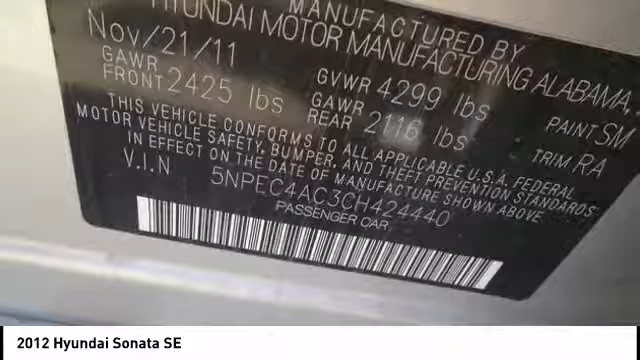 MANUFACTURED BY
HYUNDAI MOTOR MANUFACTURING ALABAMA,
Nov/21/11
GAWR FRONT 2425 lbs
GVWR 4299 lbs
GAWR REAR 2116 lbs
PAINT SM
TRIM RA
THIS VEHICLE CONFORMS TO ALL APPLICABLE U.S.A. FEDERAL
MOTOR VEHICLE SAFETY, BUMPER, AND THEFT PREVENTION STANDARDS
IN EFFECT ON THE DATE OF MANUFACTURE SHOWN ABOVE.
V.I.N 5NPEC4AC3CH424440
PASSENGER CAR
2012 Hyundai Sonata SE